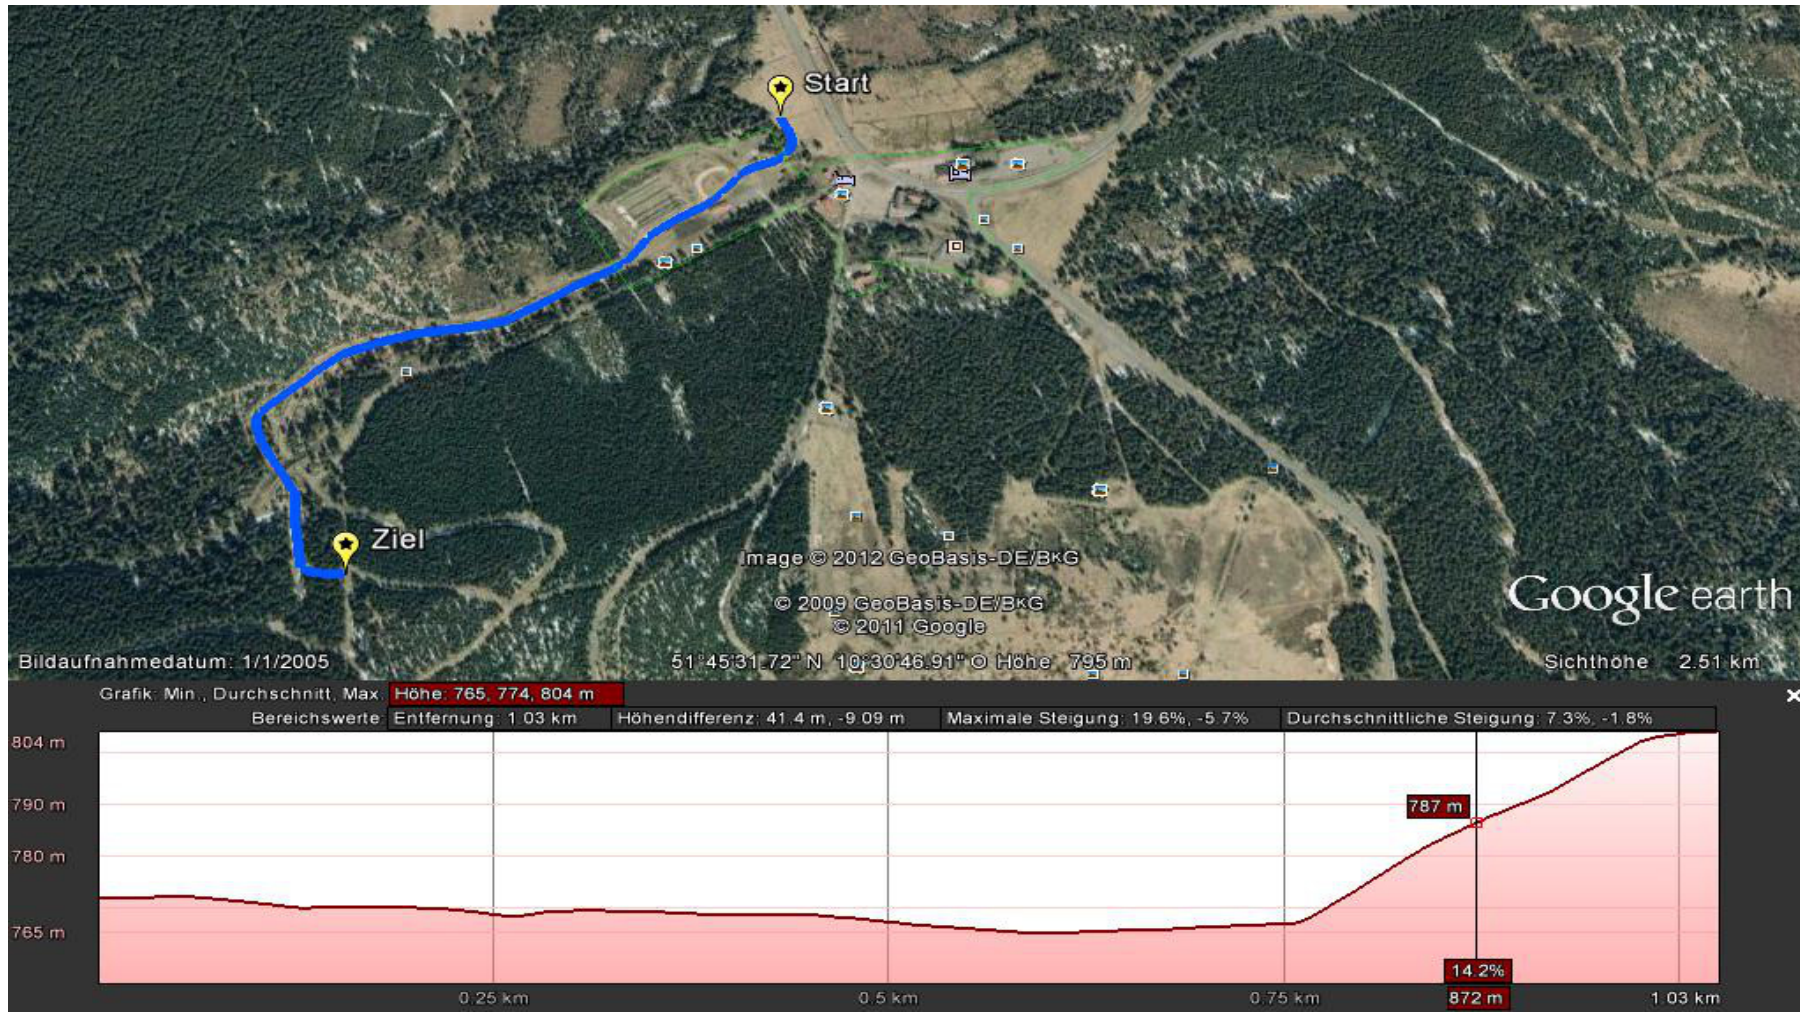 Start
Ziel
Image © 2012 GeoBasis-DE/BKG
© 2009 GeoBasis-DE/BKG
© 2011 Google
Google earth
Bildaufnahmedatum: 1/1/2005
51°45'31.72" N 10°30'46.91" O Höhe 795 m
Sichthöhe 2.51 km
Grafik: Min., Durchschnitt, Max. Höhe: 765, 774, 804 m
Bereichswerte: Entfernung: 1.03 km Höhendifferenz: 41.4 m, -9.09 m Maximale Steigung: 19.6%, -5.7% Durchschnittliche Steigung: 7.3%, -1.8%
804 m
790 m
787 m
780 m
765 m
14.2%
0.25 km 0.5 km 0.75 km 872 m 1.03 km